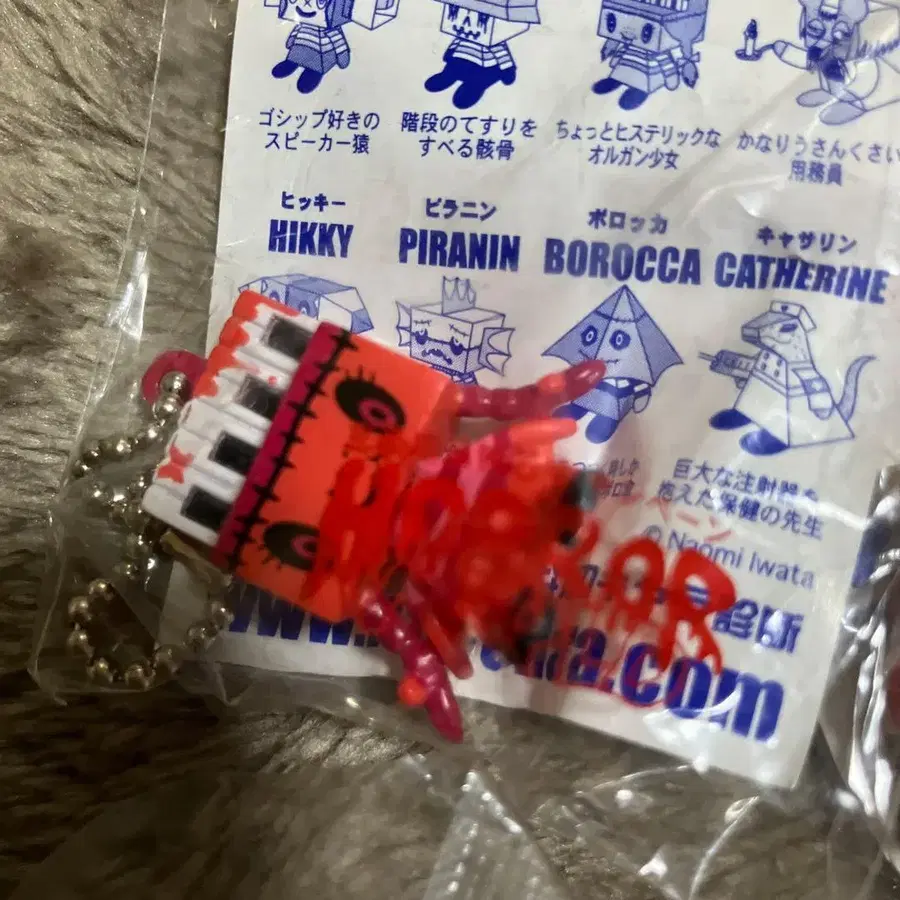 ゴシップ好きの
スピーカー猿
階段のてすりを
すべる骸骨
ちょっとヒステリックな
オルガン少女
かなりうさんくさい
用務員
ヒッキー
HIKKY
ピラニン
PIRANIN
ボロッカ
BOROCCA
キャサリン
CATHERINE
巨大な注射器を
抱えた保健の先生
© Naomi Iwata
診断
.com